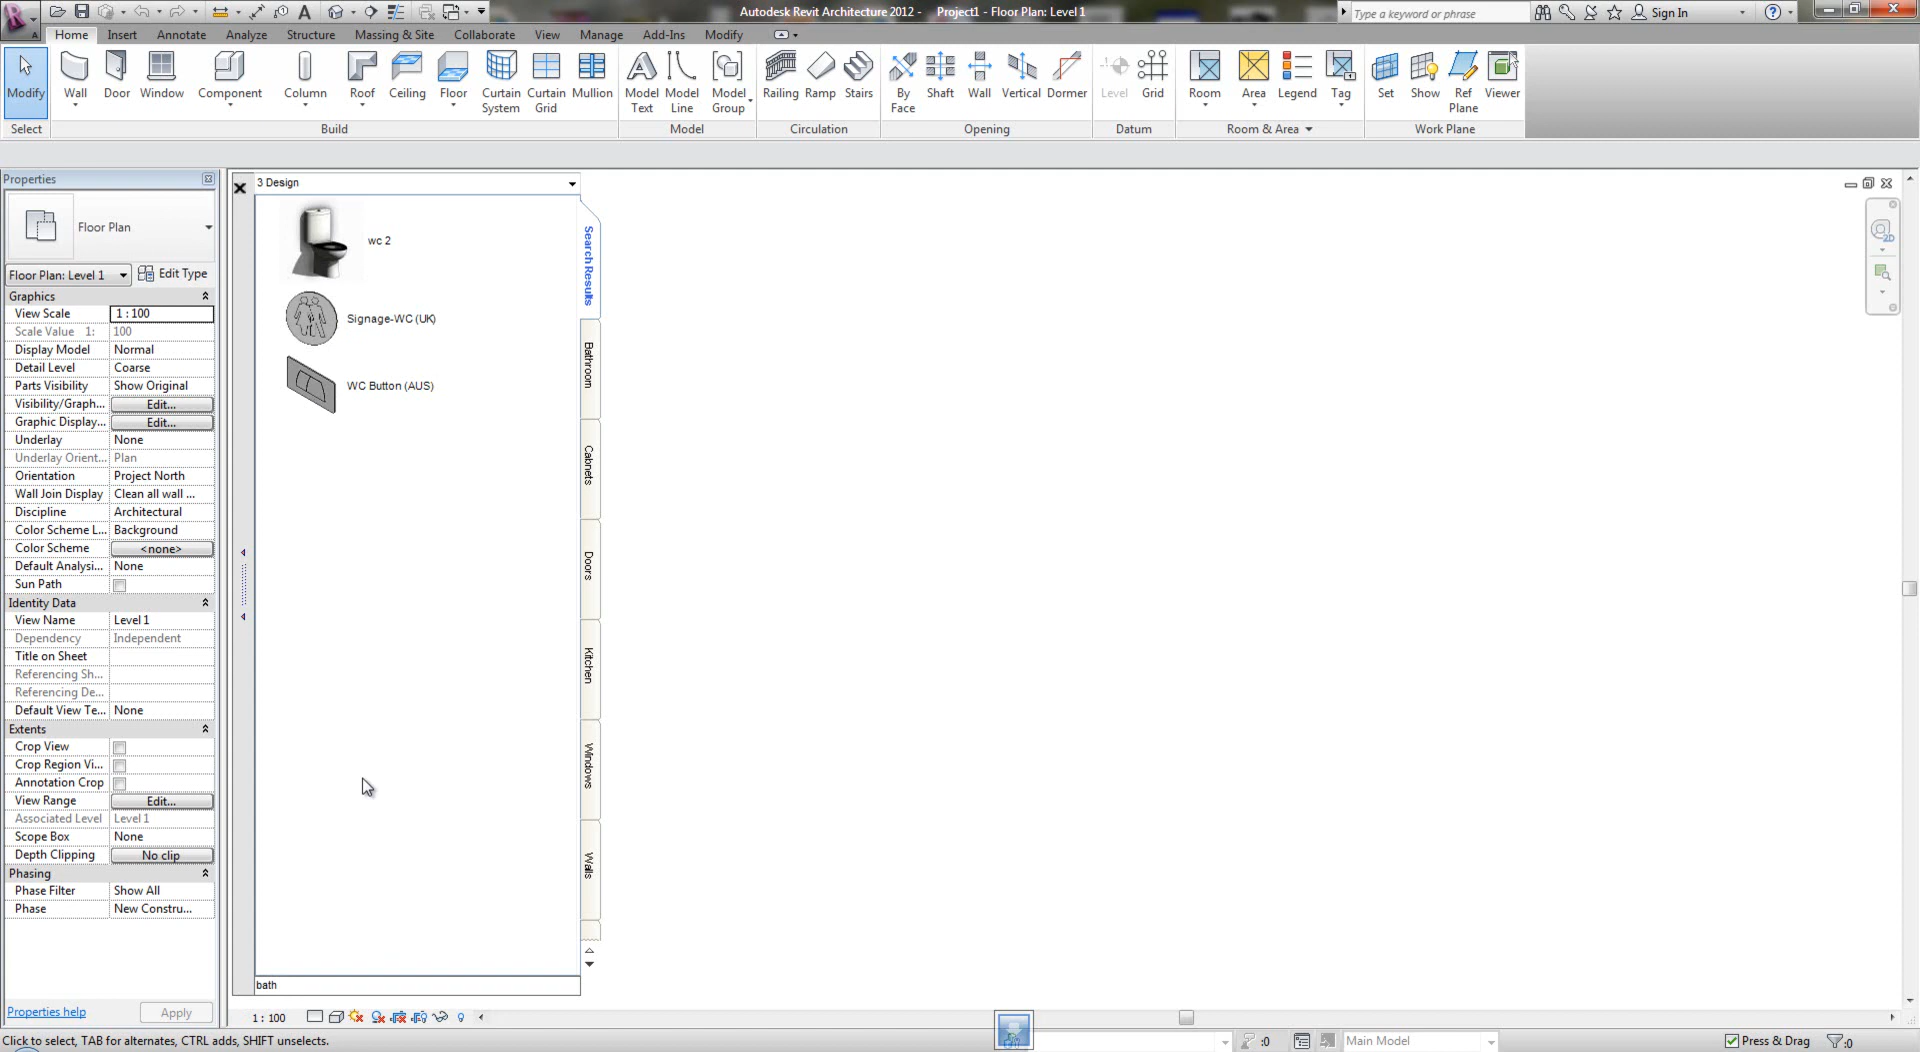 Autodesk Revit Architecture 2012 - Project1 - Floor Plan: Level 1
Type a keyword or phrase
Sign In
Home Insert Annotate Analyze Structure Massing & Site Collaborate View Manage Add-Ins Modify
Modify Wall Door Window Component Column Roof Ceiling Floor Curtain System Curtain Grid Mullion Model Text Model Line Model Group Railing Ramp Stairs By Face Shaft Wall Vertical Dormer Level Grid Room Area Legend Tag Set Show Ref Plane Viewer
Select Build Model Circulation Opening Datum Room & Area Work Plane
Properties
Floor Plan
Floor Plan: Level 1 Edit Type
Graphics
View Scale 1 : 100
Scale Value 1: 100
Display Model Normal
Detail Level Coarse
Parts Visibility Show Original
Visibility/Graph... Edit...
Graphic Display... Edit...
Underlay None
Underlay Orient... Plan
Orientation Project North
Wall Join Display Clean all wall ...
Discipline Architectural
Color Scheme L... Background
Color Scheme <none>
Default Analysi... None
Sun Path
Identity Data
View Name Level 1
Dependency Independent
Title on Sheet
Referencing Sh...
Referencing De...
Default View Te... None
Extents
Crop View
Crop Region Vi...
Annotation Crop
View Range Edit...
Associated Level Level 1
Scope Box None
Depth Clipping No clip
Phasing
Phase Filter Show All
Phase New Constru...
Properties help Apply
3 Design
wc 2
Signage-WC (UK)
WC Button (AUS)
Search Results
Bathroom
Cabnets
Doors
Kitchen
Windows
Walls
bath
2D
1 : 100
Click to select, TAB for alternates, CTRL adds, SHIFT unselects.
:0
Main Model
Press & Drag
:0